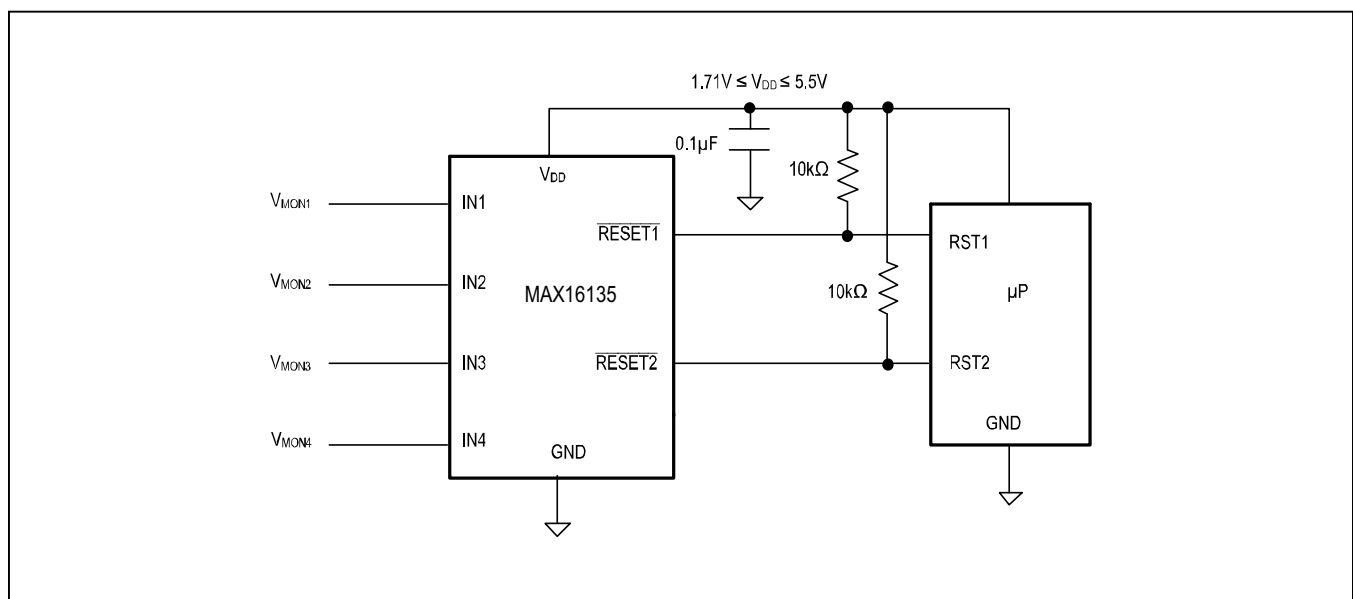 1.71V ≤ VDD ≤ 5.5V
0.1µF
10kΩ
VDD
VMON1
IN1
RESET1
RST1
VMON2
IN2
MAX16135
10kΩ
µP
VMON3
IN3
RESET2
RST2
VMON4
IN4
GND
GND